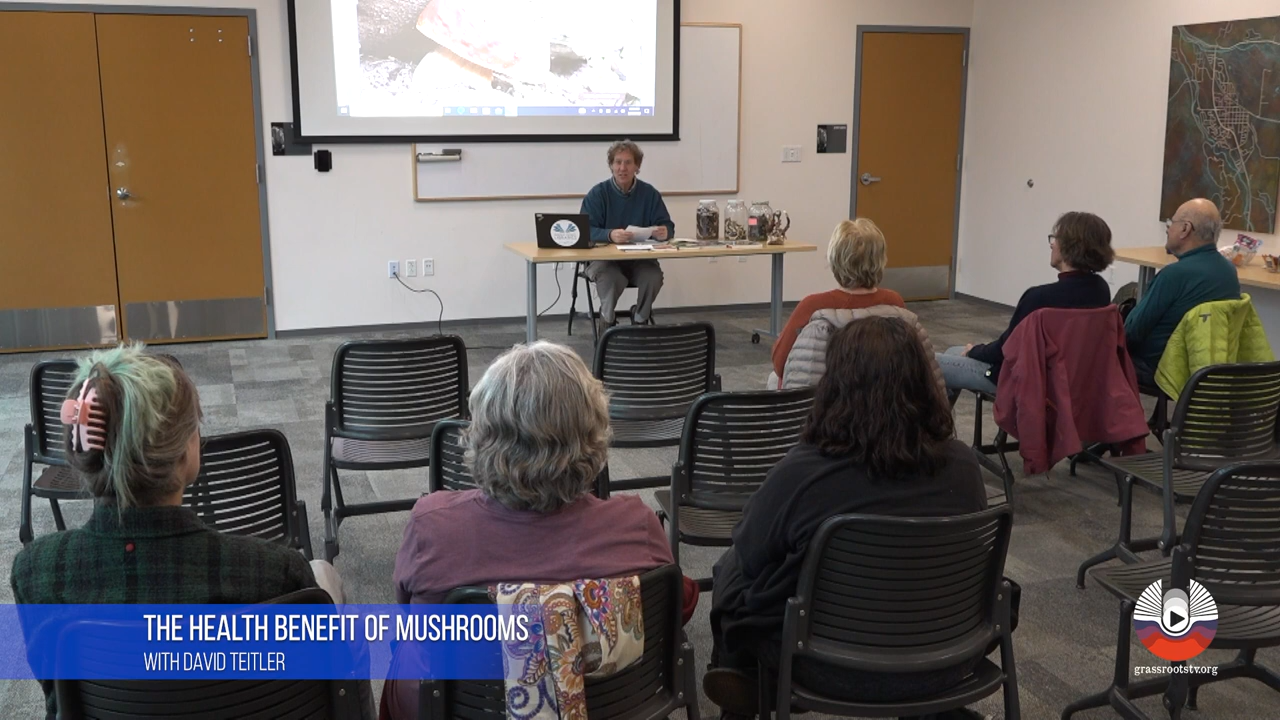 THE HEALTH BENEFIT OF MUSHROOMS
WITH DAVID TEITLER
grassrootstv.org